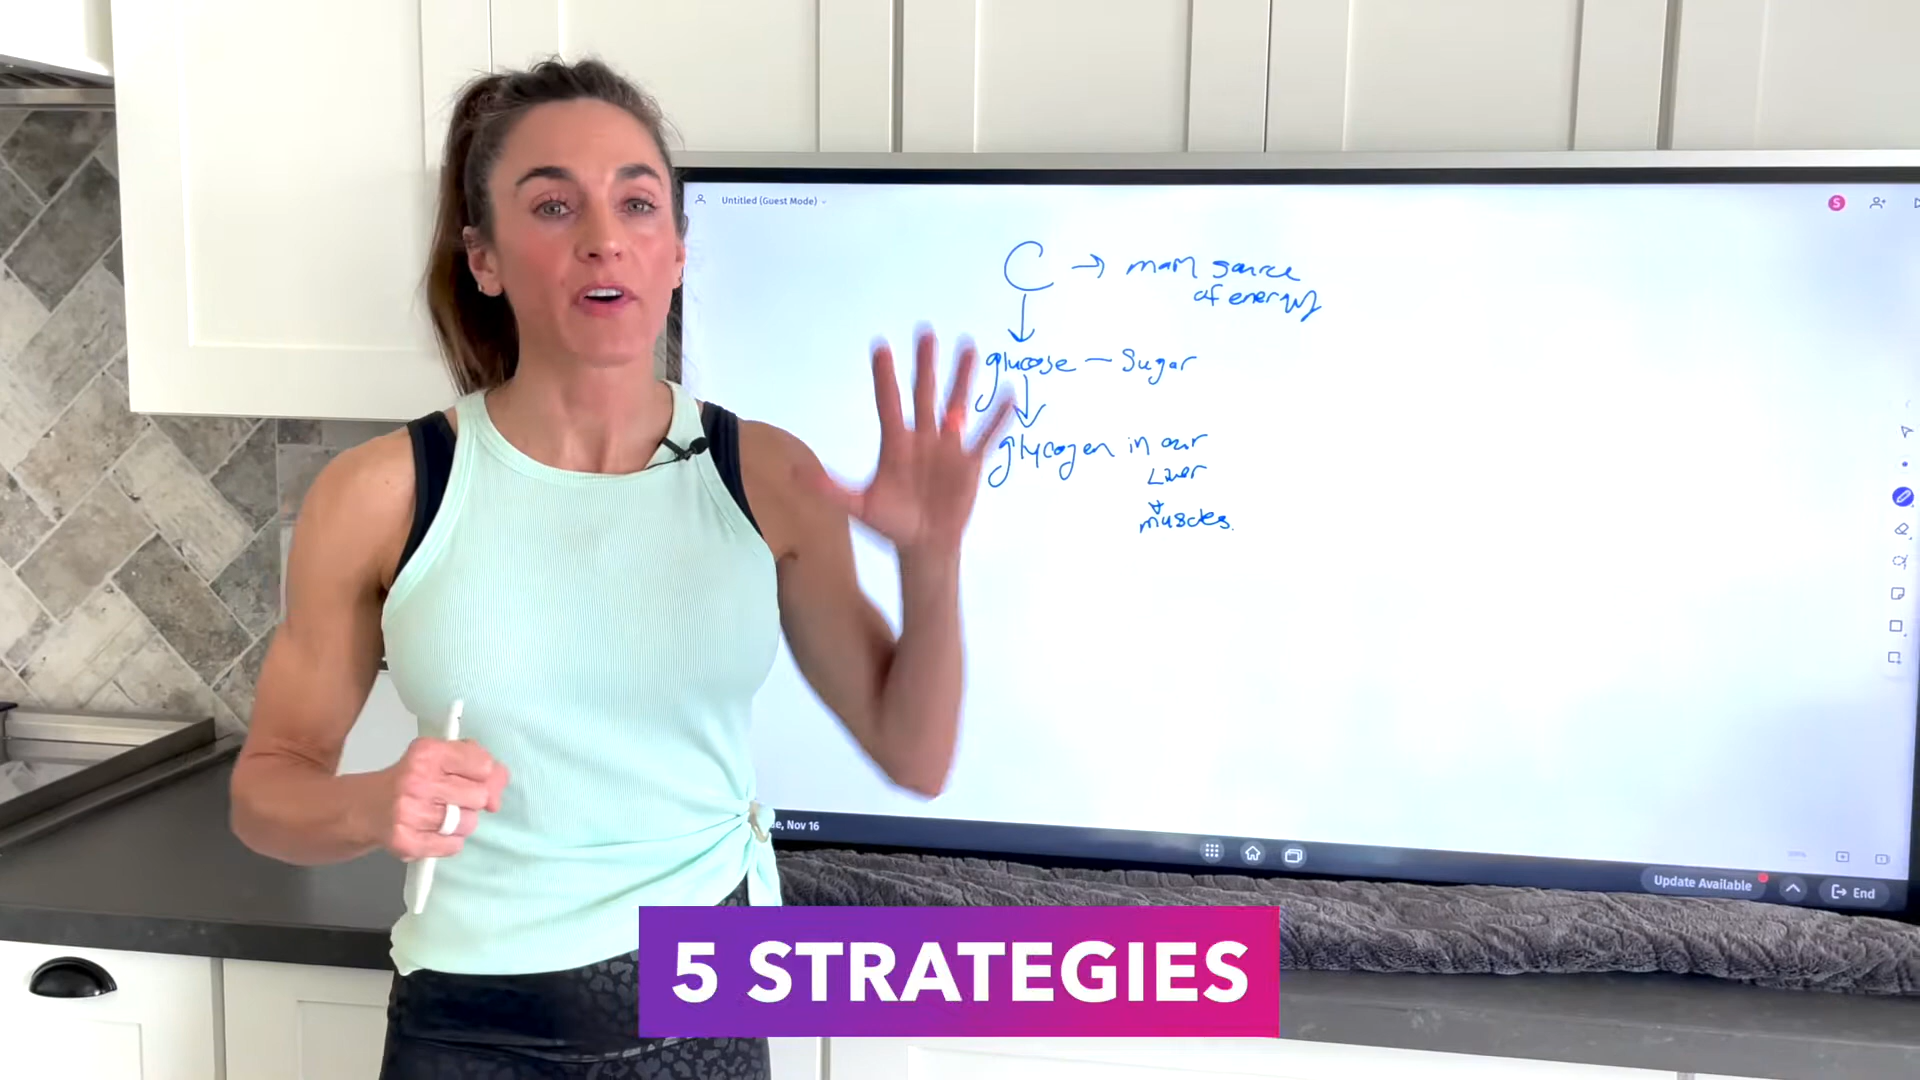 Untitled (Guest Mode)
S
C → main source
of energy
glucose — Sugar
glycogen in our
Liver
+
muscles.
e, Nov 16
Update Available
End
5 STRATEGIES